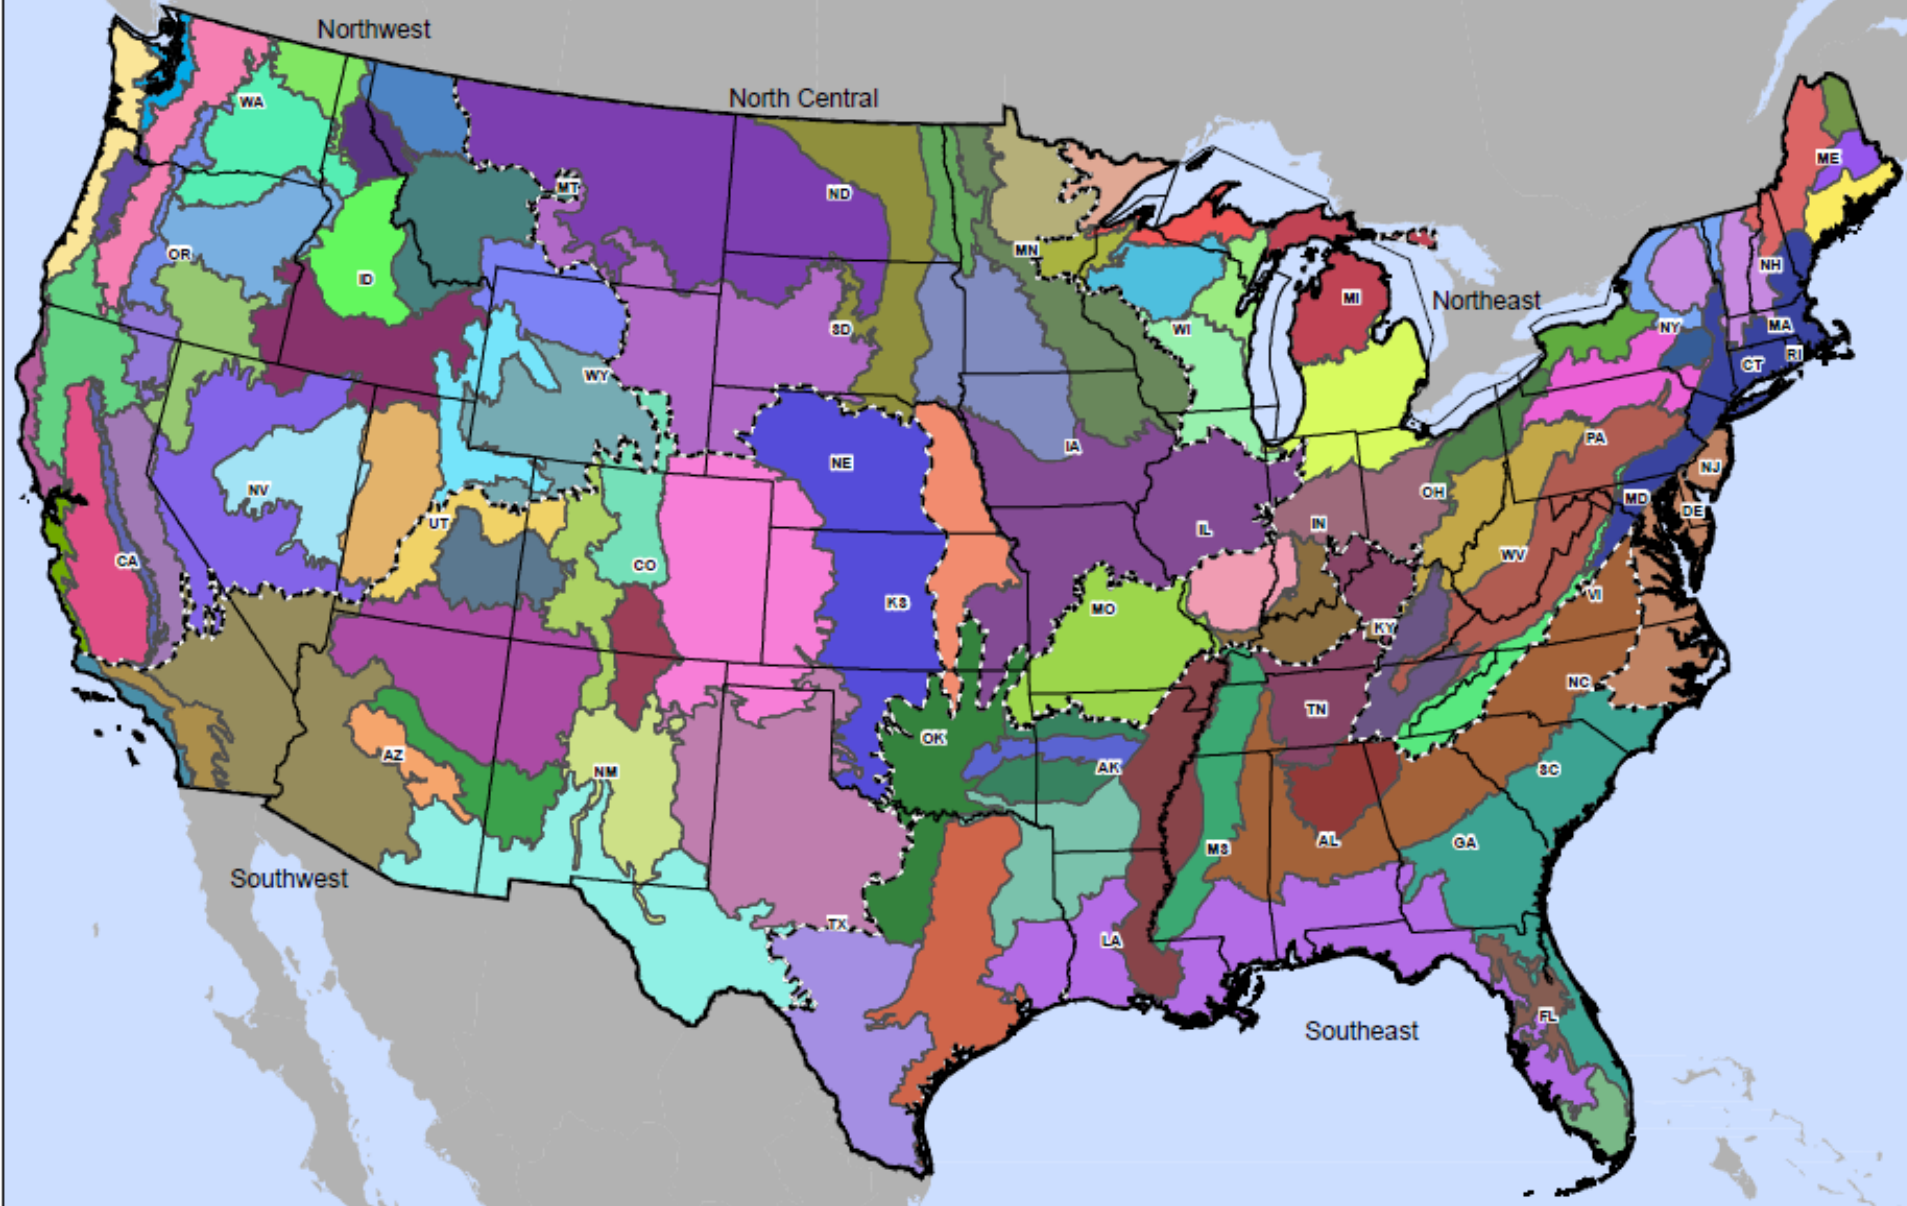 Northwest
North Central
WA
MT
ND
ME
OR
ID
MN
NH
MI
Northeast
SD
WI
NY
MA
RI
CT
WY
IA
PA
NE
NJ
NV
OH
MD
UT
IL
IN
DE
CA
CO
WV
KS
MO
VI
KY
NC
TN
OK
AZ
NM
AK
SC
MS
AL
GA
Southwest
TX
LA
FL
Southeast